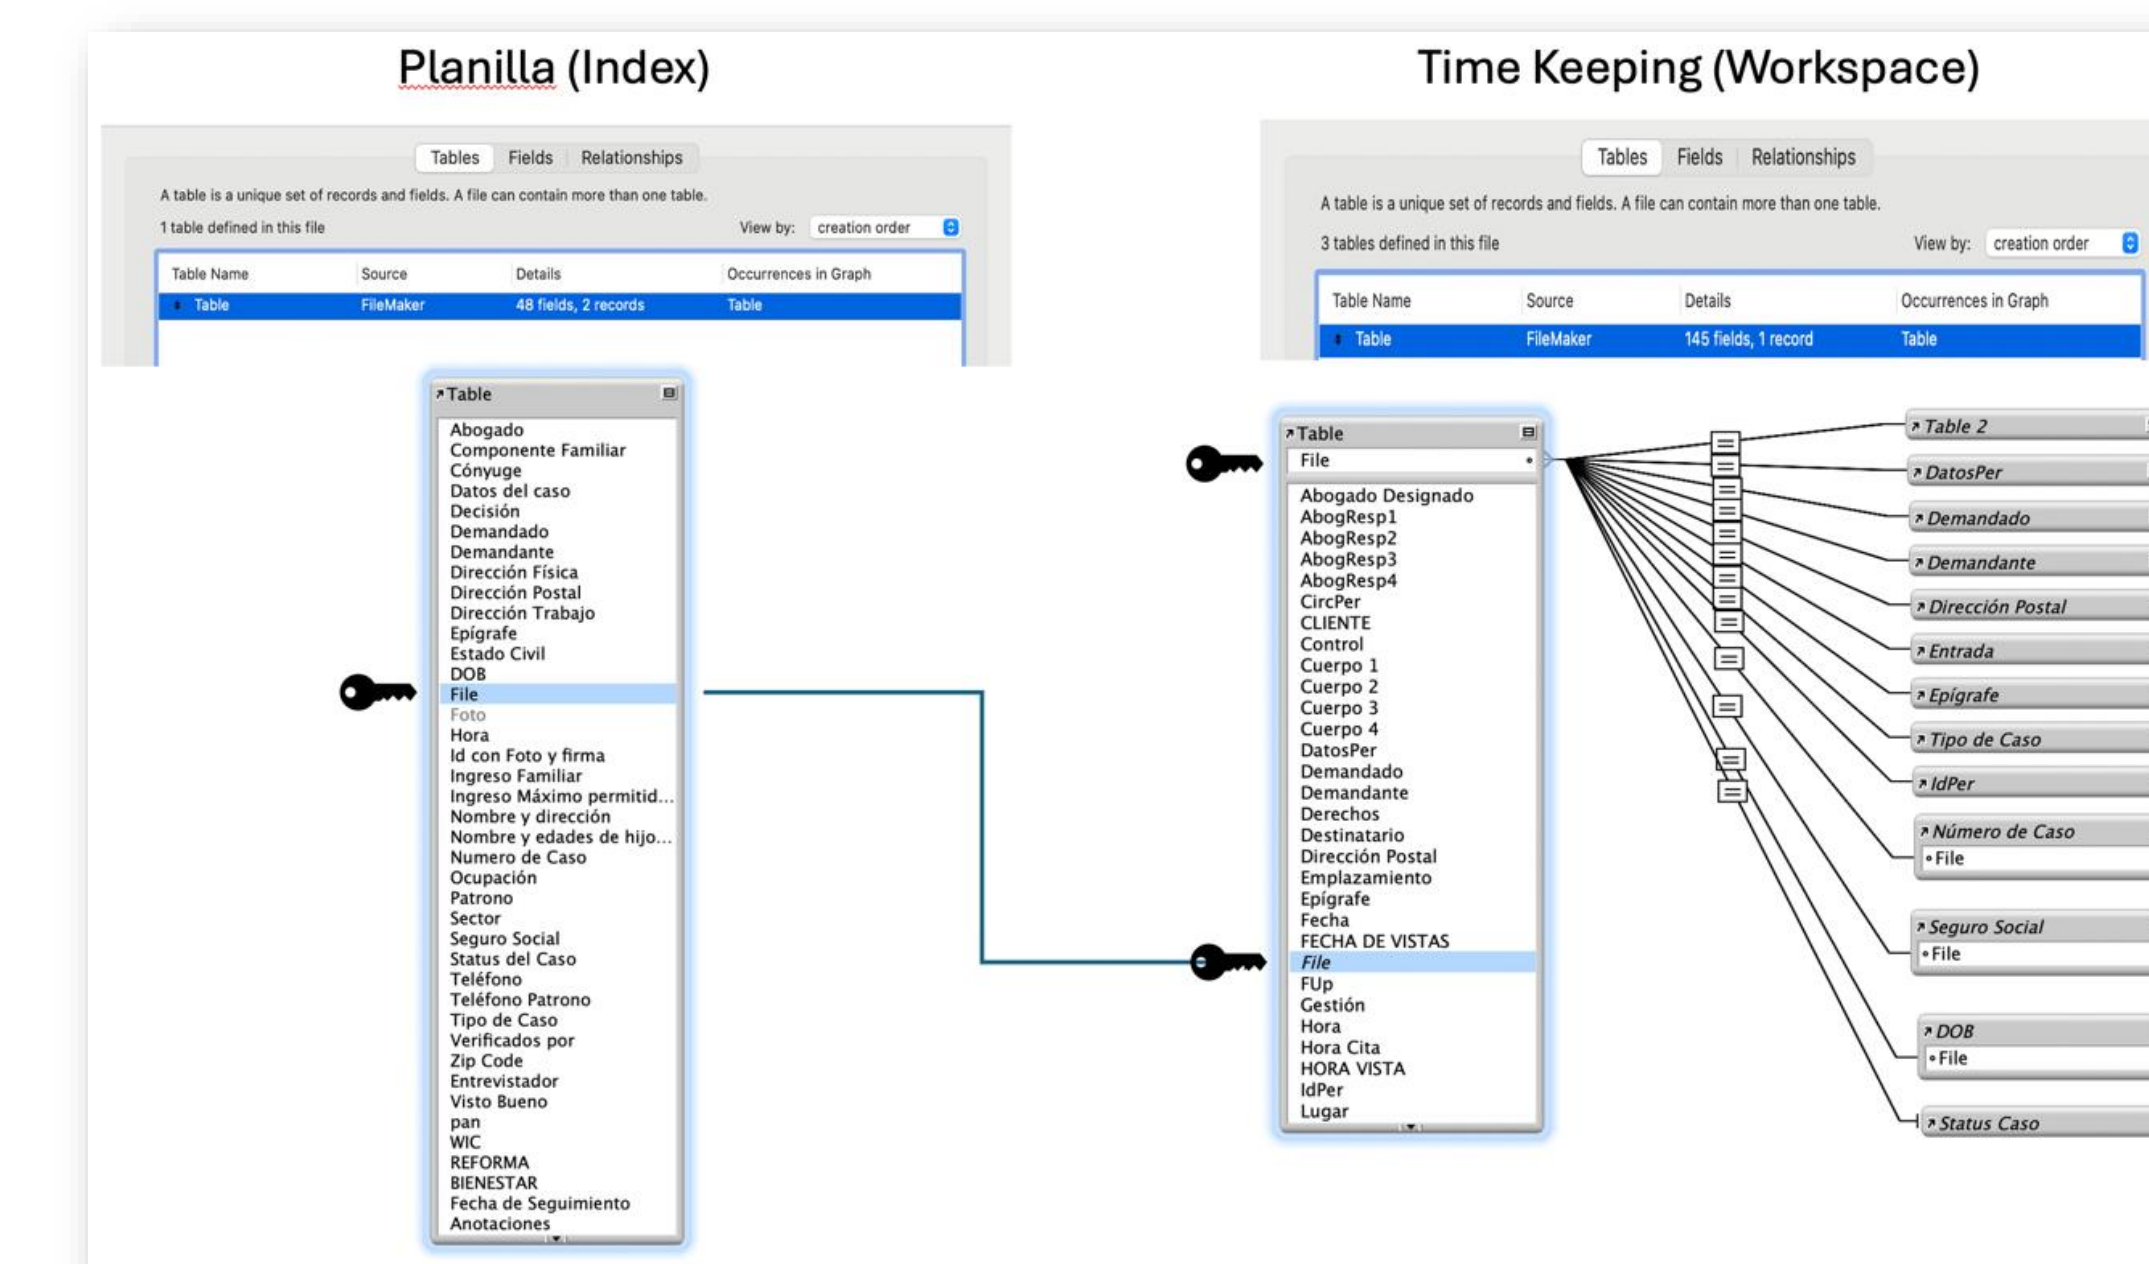 Planilla (Index)
Tables Fields Relationships
A table is a unique set of records and fields. A file can contain more than one table.
1 table defined in this file View by: creation order
Table Name Source Details Occurrences in Graph
Table FileMaker 48 fields, 2 records Table
Table
Abogado
Componente Familiar
Cónyuge
Datos del caso
Decisión
Demandado
Demandante
Dirección Física
Dirección Postal
Dirección Trabajo
Epígrafe
Estado Civil
DOB
File
Foto
Hora
Id con Foto y firma
Ingreso Familiar
Ingreso Máximo permitid...
Nombre y dirección
Nombre y edades de hijo...
Numero de Caso
Ocupación
Patrono
Sector
Seguro Social
Status del Caso
Teléfono
Teléfono Patrono
Tipo de Caso
Verificados por
Zip Code
Entrevistador
Visto Bueno
pan
WIC
REFORMA
BIENESTAR
Fecha de Seguimiento
Anotaciones
Time Keeping (Workspace)
Tables Fields Relationships
A table is a unique set of records and fields. A file can contain more than one table.
3 tables defined in this file View by: creation order
Table Name Source Details Occurrences in Graph
Table FileMaker 145 fields, 1 record Table
Table
File
Abogado Designado
AbogResp1
AbogResp2
AbogResp3
AbogResp4
CircPer
CLIENTE
Control
Cuerpo 1
Cuerpo 2
Cuerpo 3
Cuerpo 4
DatosPer
Demandado
Demandante
Derechos
Destinatario
Dirección Postal
Emplazamiento
Epígrafe
Fecha
FECHA DE VISTAS
File
FUp
Gestión
Hora
Hora Cita
HORA VISTA
IdPer
Lugar
Table 2
DatosPer
Demandado
Demandante
Dirección Postal
Entrada
Epígrafe
Tipo de Caso
IdPer
Número de Caso
File
Seguro Social
File
DOB
File
Status Caso